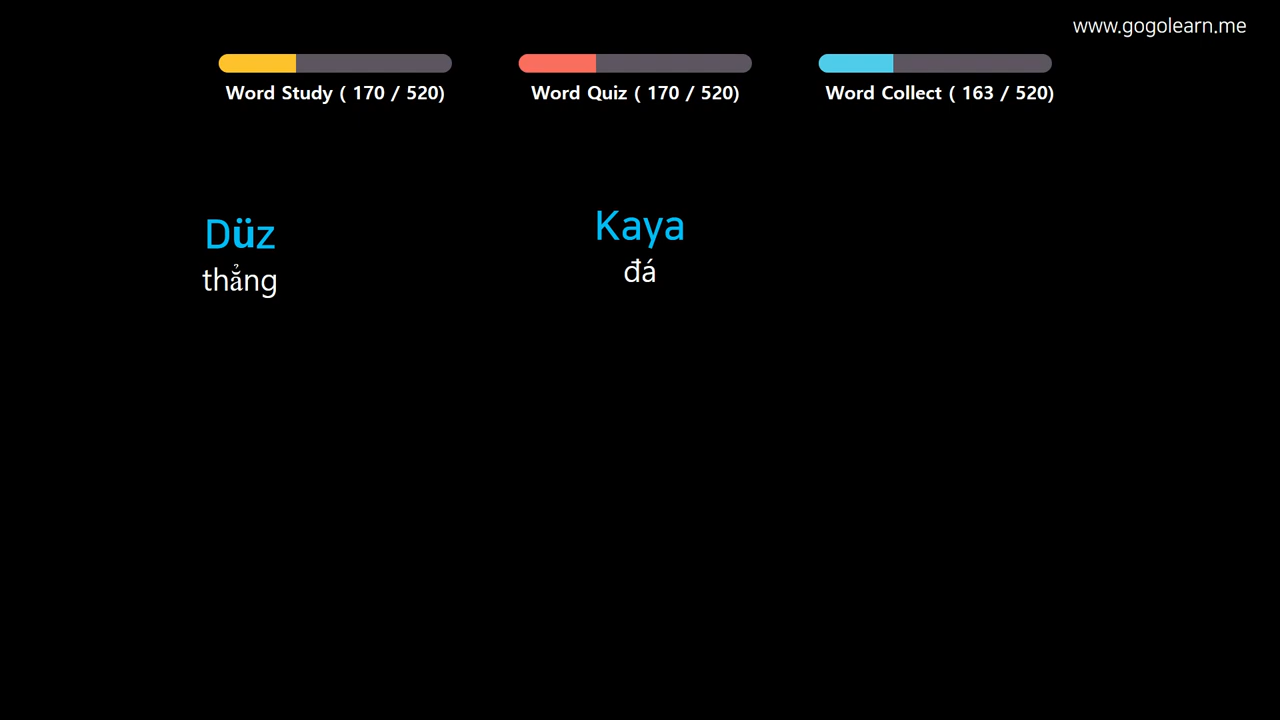 www.gogolearn.me
Word Study ( 170 / 520)
Word Quiz ( 170 / 520)
Word Collect ( 163 / 520)
Düz
thẳng
Kaya
đá